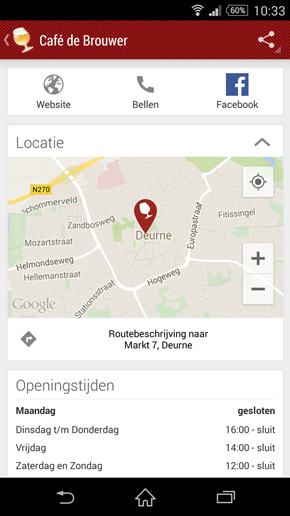 60% 10:33
Café de Brouwer
Website Bellen Facebook
Locatie
N270
schommerveld
Zandbosweg
Europastraat
Fitissingel
Deurne
Mozartstraat
Helmondseweg
Hellemanstraat
Hogeweg
Stationsstraat
Google
Routebeschrijving naar
Markt 7, Deurne
Openingstijden
Maandag gesloten
Dinsdag t/m Donderdag 16:00 - sluit
Vrijdag 14:00 - sluit
Zaterdag en Zondag 12:00 - sluit